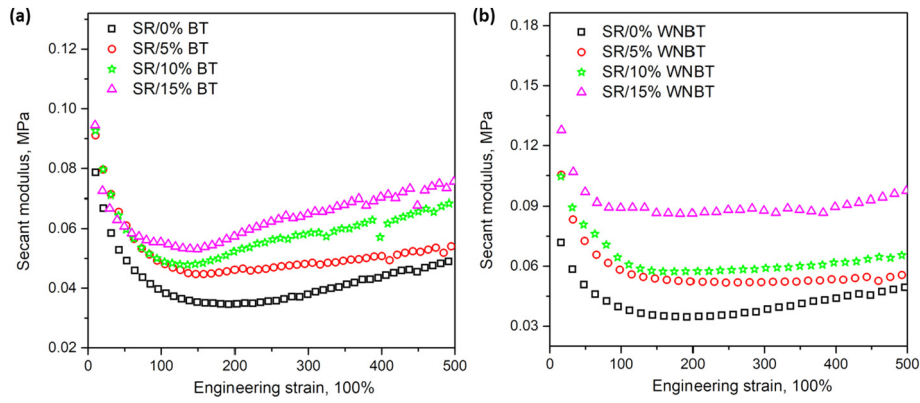 (a)
SR/0% BT
SR/5% BT
SR/10% BT
SR/15% BT
0.12
0.10
0.08
0.06
0.04
0.02
Secant modulus, MPa
0 100 200 300 400 500
Engineering strain, 100%
(b)
SR/0% WNBT
SR/5% WNBT
SR/10% WNBT
SR/15% WNBT
0.18
0.15
0.12
0.09
0.06
0.03
Secant modulus, MPa
0 100 200 300 400 500
Engineering strain, 100%